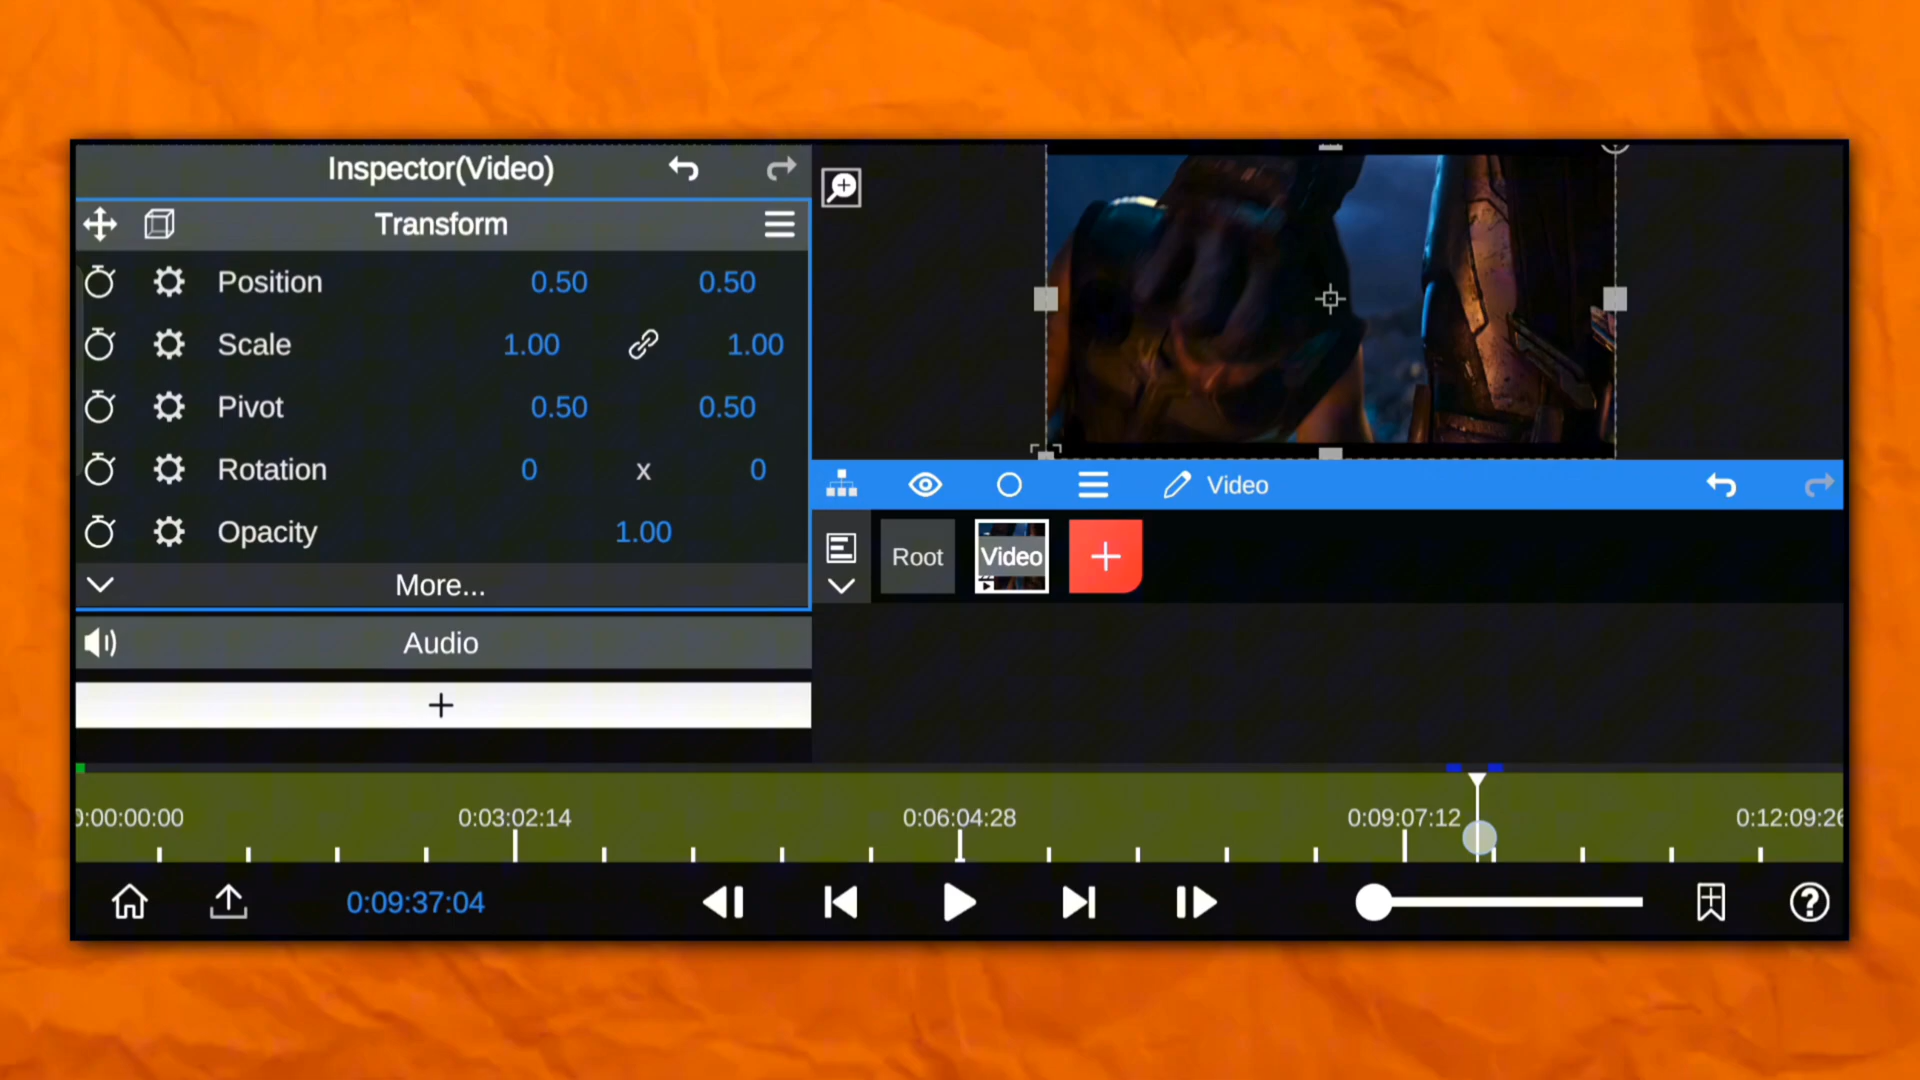 Inspector(Video)
Transform
Position 0.50 0.50
Scale 1.00 1.00
Pivot 0.50 0.50
Rotation 0 x 0
Opacity 1.00
More...
Audio
Video
Root
Video
0:00:00:00 0:03:02:14 0:06:04:28 0:09:07:12 0:12:09:26
0:09:37:04